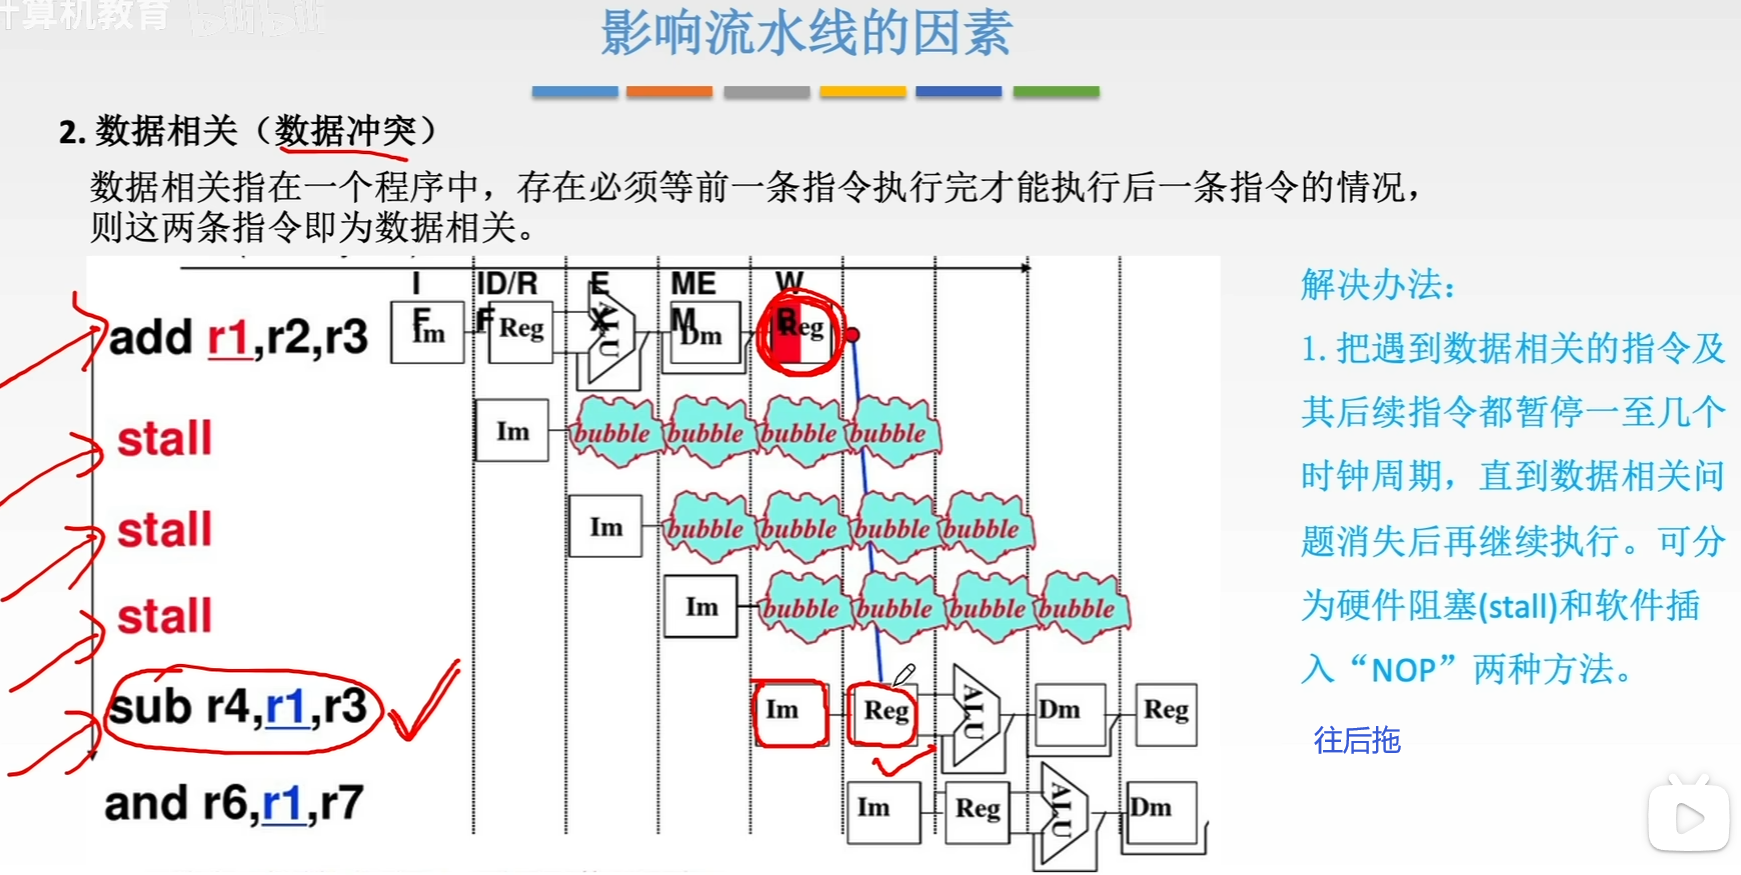 计算机教育 bilibili
影响流水线的因素
2. 数据相关（数据冲突）
数据相关指在一个程序中，存在必须等前一条指令执行完才能执行后一条指令的情况，
则这两条指令即为数据相关。
IF ID/RF EX MEM WB
add r1,r2,r3 Im Reg ALU Dm Reg
stall Im bubble bubble bubble bubble
stall Im bubble bubble bubble bubble
stall Im bubble bubble bubble bubble
sub r4,r1,r3 Im Reg ALU Dm Reg
and r6,r1,r7 Im Reg ALU Dm
解决办法：
1. 把遇到数据相关的指令及
其后续指令都暂停一至几个
时钟周期，直到数据相关问
题消失后再继续执行。可分
为硬件阻塞(stall)和软件插
入“NOP”两种方法。
往后拖